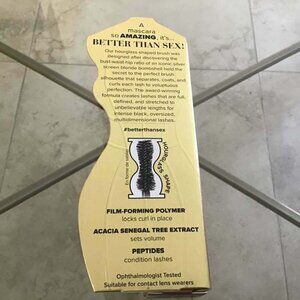 A
mascara
so AMAZING, it's...
BETTER THAN SEX!
Our hourglass shaped brush was
designed after discovering the
bust-waist-hip ratio of an iconic silver
screen blonde bombshell held the
secret to the perfect brush
silhouette that separates, coats, and
curls each lash to voluptuous
perfection. The award-winning
formula creates lashes that are full,
defined, and stretched to
unbelievable lengths for
intense black, oversized,
multidimensional lashes.
#betterthansex
HOURGLASS SHAPE
FILM-FORMING POLYMER
locks curl in place
ACACIA SENEGAL TREE EXTRACT
sets volume
PEPTIDES
condition lashes
Ophthalmologist Tested
Suitable for contact lens wearers